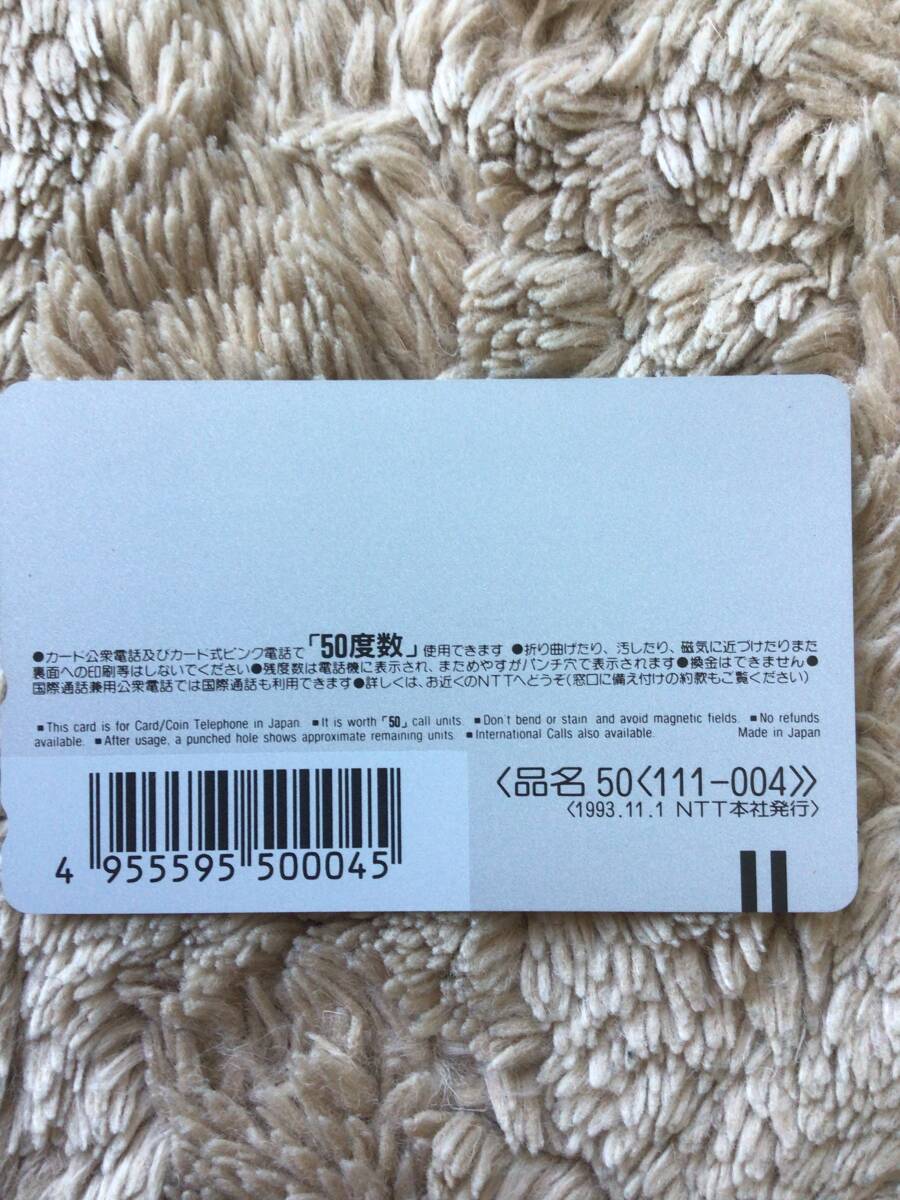 ●カード公衆電話及びカード式ピンク電話で「50度数」使用できます ●折り曲げたり、汚したり、磁気に近づけたりまた
裏面への印刷等はしないでください●残度数は電話機に表示され、まためやすがパンチ穴で表示されます●換金はできません●
国際通話兼用公衆電話では国際通話も利用できます●詳しくは、お近くのNTTへどうぞ(窓口に備え付けの約款もご覧ください)
■This card is for Card/Coin Telephone in Japan. ■It is worth「50」call units. ■Don't bend or stain and avoid magnetic fields. ■No refunds
available. ■After usage, a punched hole shows approximate remaining units. ■International Calls also available. Made in Japan
〈品名 50〈111-004〉〉
〈1993.11.1 NTT本社発行〉
4 955595 500045